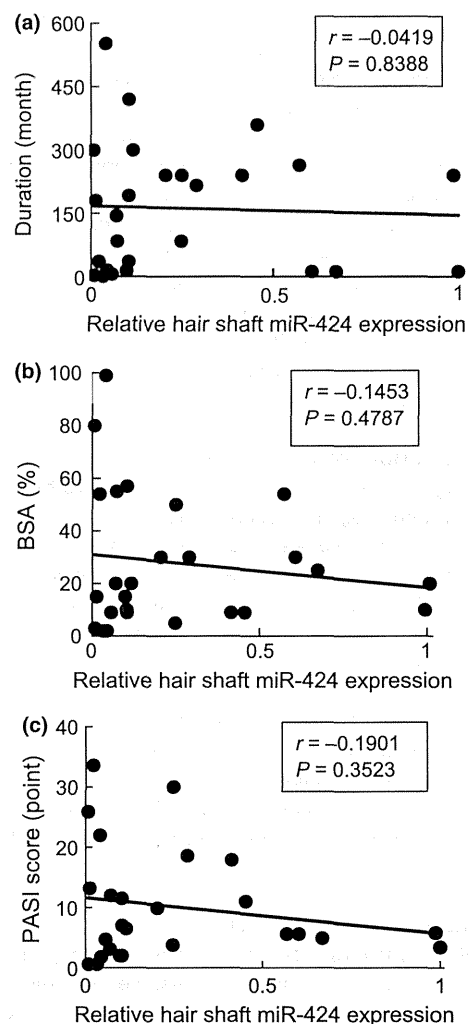 (a)
600
450
300
150
0
Duration (month)
r = –0.0419
P = 0.8388
0 0.5 1
Relative hair shaft miR-424 expression
(b)
100
80
60
40
20
0
BSA (%)
r = –0.1453
P = 0.4787
0 0.5 1
Relative hair shaft miR-424 expression
(c)
40
30
20
10
0
PASI score (point)
r = –0.1901
P = 0.3523
0 0.5 1
Relative hair shaft miR-424 expression